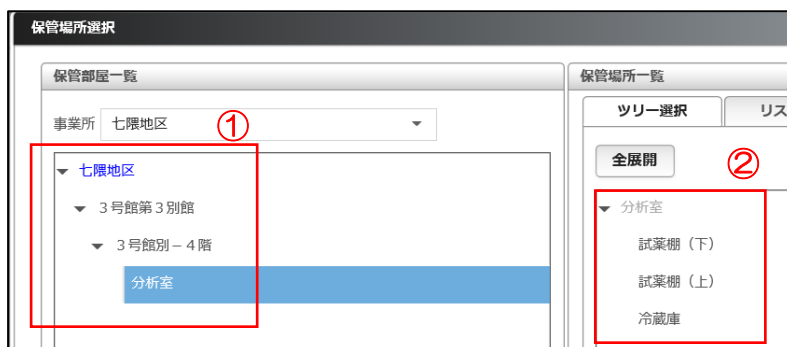 保管場所選択
保管部屋一覧
事業所 七隈地区
①
七隈地区
３号館第３別館
３号館別－４階
分析室
保管場所一覧
ツリー選択 リス
全展開
②
分析室
試薬棚（下）
試薬棚（上）
冷蔵庫